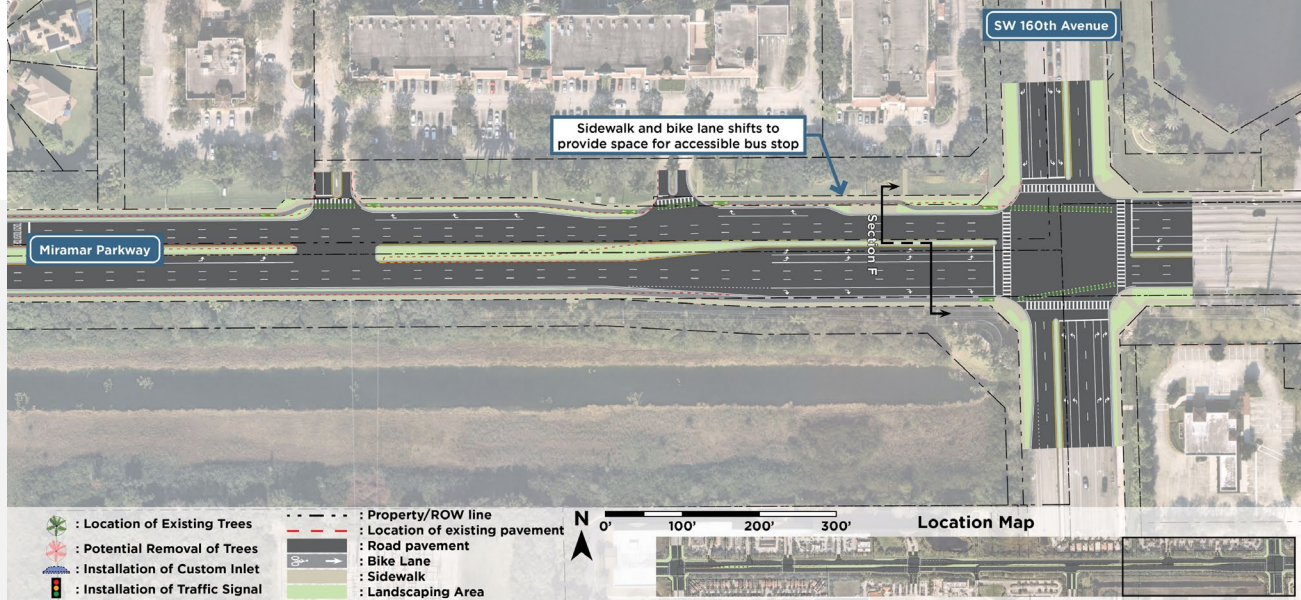 SW 160th Avenue
Sidewalk and bike lane shifts to
provide space for accessible bus stop
Miramar Parkway
Section F
: Location of Existing Trees
: Potential Removal of Trees
: Installation of Custom Inlet
: Installation of Traffic Signal
: Property/ROW line
: Location of existing pavement
: Road pavement
: Bike Lane
: Sidewalk
: Landscaping Area
N
0' 100' 200' 300'
Location Map